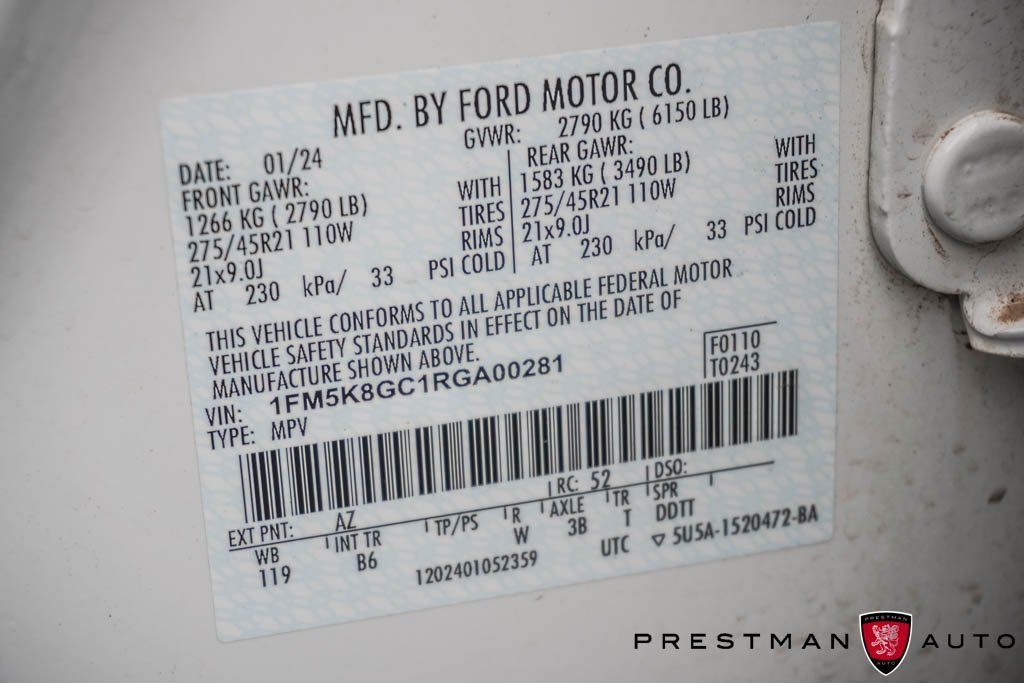 MFD. BY FORD MOTOR CO.
DATE: 01/24
GVWR: 2790 KG ( 6150 LB)
FRONT GAWR:
1266 KG ( 2790 LB)
275/45R21 110W
21x9.0J
AT 230 kPa/ 33 PSI COLD
WITH
TIRES
RIMS
REAR GAWR:
1583 KG ( 3490 LB)
275/45R21 110W
21x9.0J
AT 230 kPa/ 33 PSI COLD
WITH
TIRES
RIMS
THIS VEHICLE CONFORMS TO ALL APPLICABLE FEDERAL MOTOR
VEHICLE SAFETY STANDARDS IN EFFECT ON THE DATE OF
MANUFACTURE SHOWN ABOVE.
VIN: 1FM5K8GC1RGA00281
TYPE: MPV
F0110
T0243
EXT PNT: AZ RC: 52 DSO:
WB INT TR TP/PS R AXLE TR SPR
119 B6 W 3B T DDTT
1202401052359 UTC ▽ 5U5A-1520472-BA
PRESTMAN AUTO
PRESTMAN
AUTO